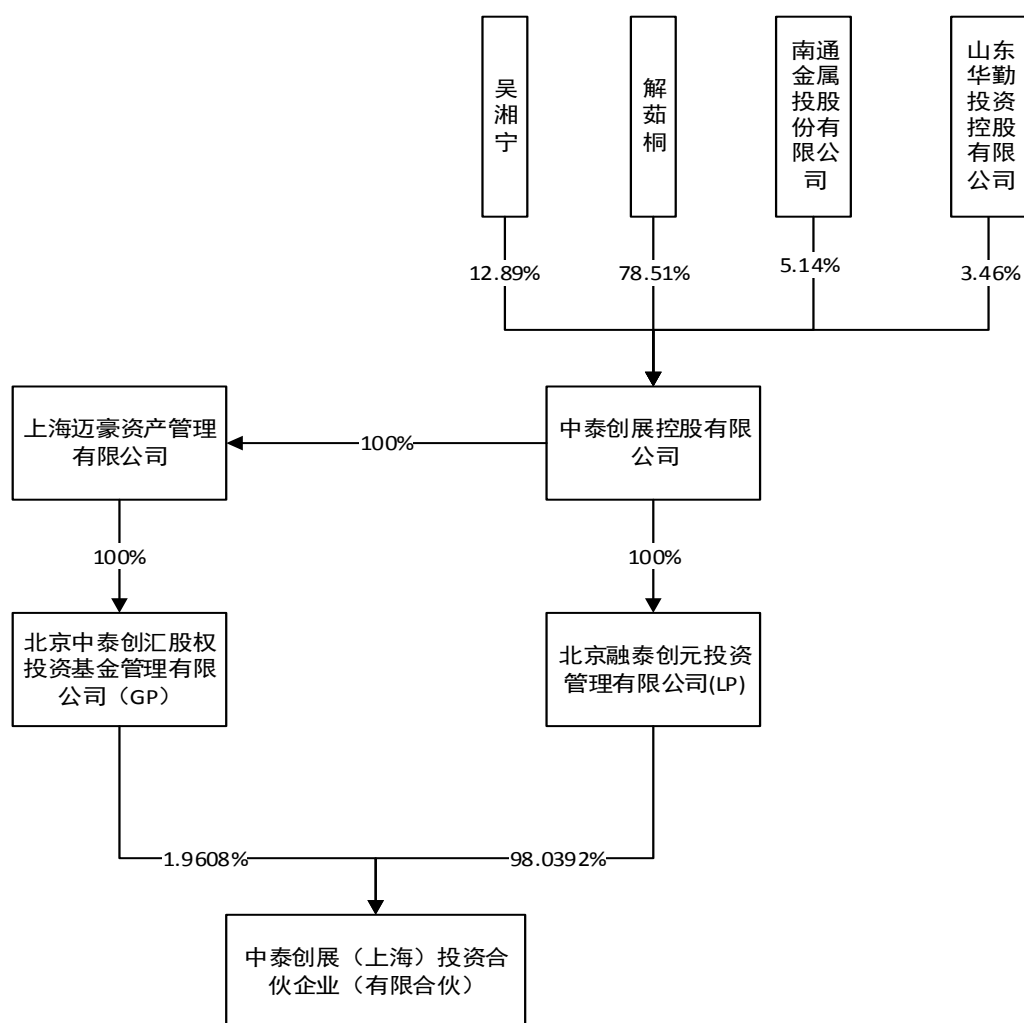 吴
湘
宁
解
茹
桐
南通
金属
投股
份有
限公
司
山东
华勤
投资
控股
有限
公司
12.89%
78.51%
5.14%
3.46%
上海迈豪资产管理
有限公司
100%
中泰创展控股有限
公司
100%
100%
北京中泰创汇股权
投资基金管理有限
公司（GP）
北京融泰创元投资
管理有限公司(LP)
1.9608%
98.0392%
中泰创展（上海）投资合
伙企业（有限合伙）